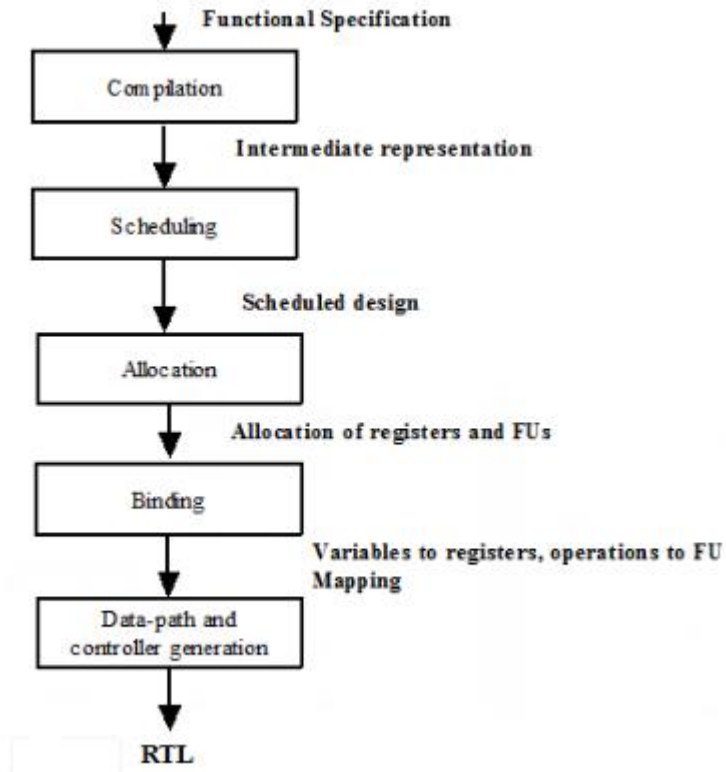 Functional Specification
Compilation
Intermediate representation
Scheduling
Scheduled design
Allocation
Allocation of registers and FUs
Binding
Variables to registers, operations to FU
Mapping
Data-path and
controller generation
RTL